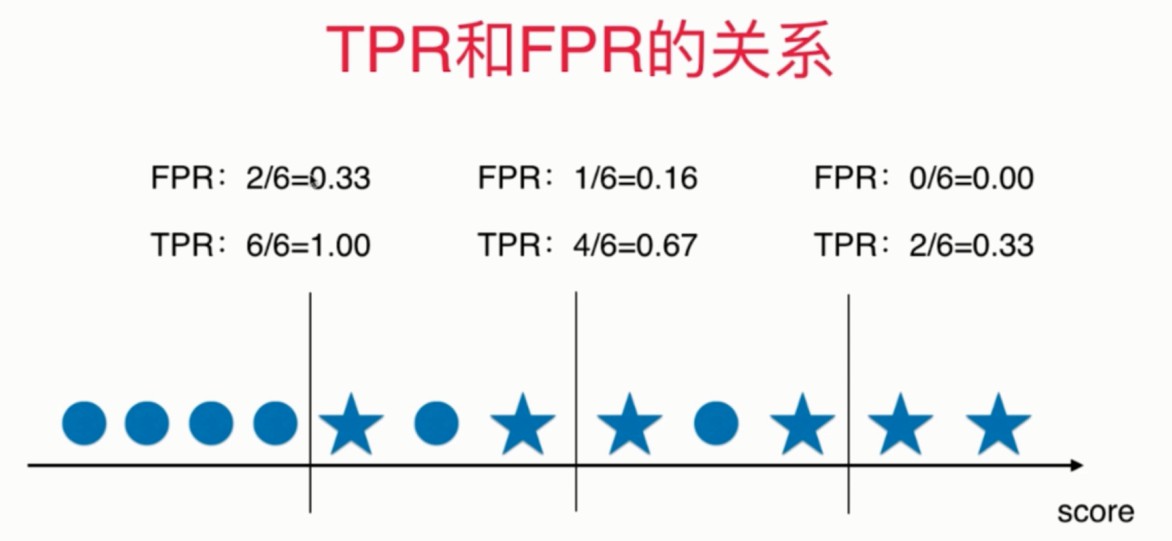 TPR和FPR的关系
FPR：2/6=0.33
FPR：1/6=0.16
FPR：0/6=0.00
TPR：6/6=1.00
TPR：4/6=0.67
TPR：2/6=0.33
score